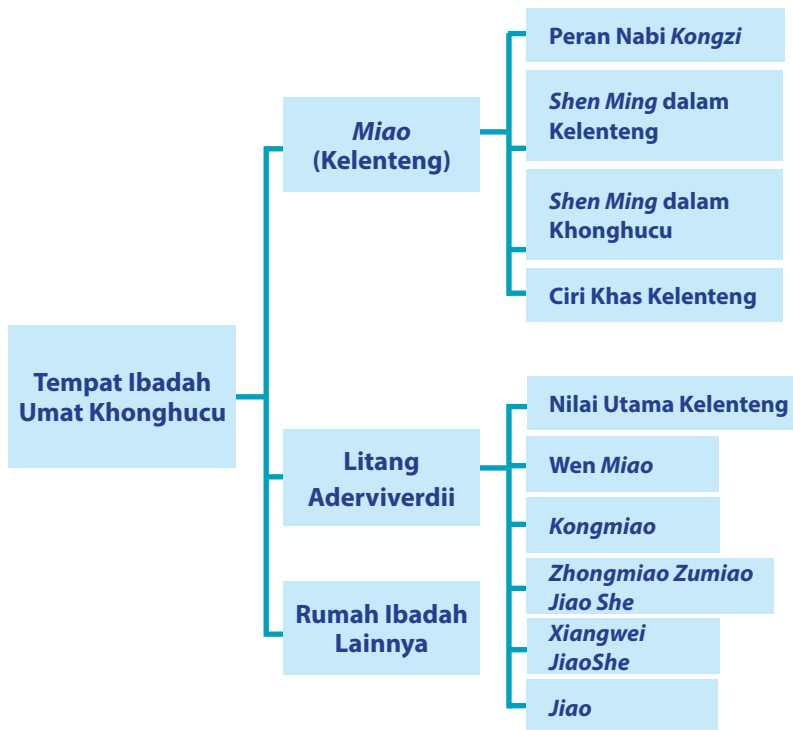 Tempat Ibadah
Umat Khonghucu
Miao
(Kelenteng)
Peran Nabi Kongzi
Shen Ming dalam
Kelenteng
Shen Ming dalam
Khonghucu
Ciri Khas Kelenteng
Litang
Aderviverdii
Nilai Utama Kelenteng
Wen Miao
Kongmiao
Zhongmiao Zumiao
Jiao She
Xiangwei
JiaoShe
Jiao
Rumah Ibadah
Lainnya